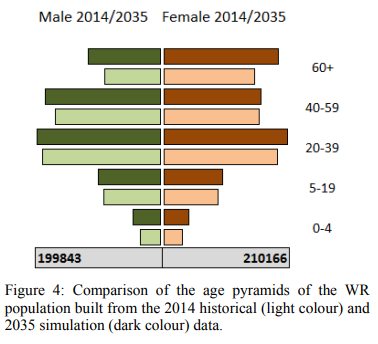 Male 2014/2035 Female 2014/2035
60+
40-59
20-39
5-19
0-4
199843 210166
Figure 4: Comparison of the age pyramids of the WR
population built from the 2014 historical (light colour) and
2035 simulation (dark colour) data.